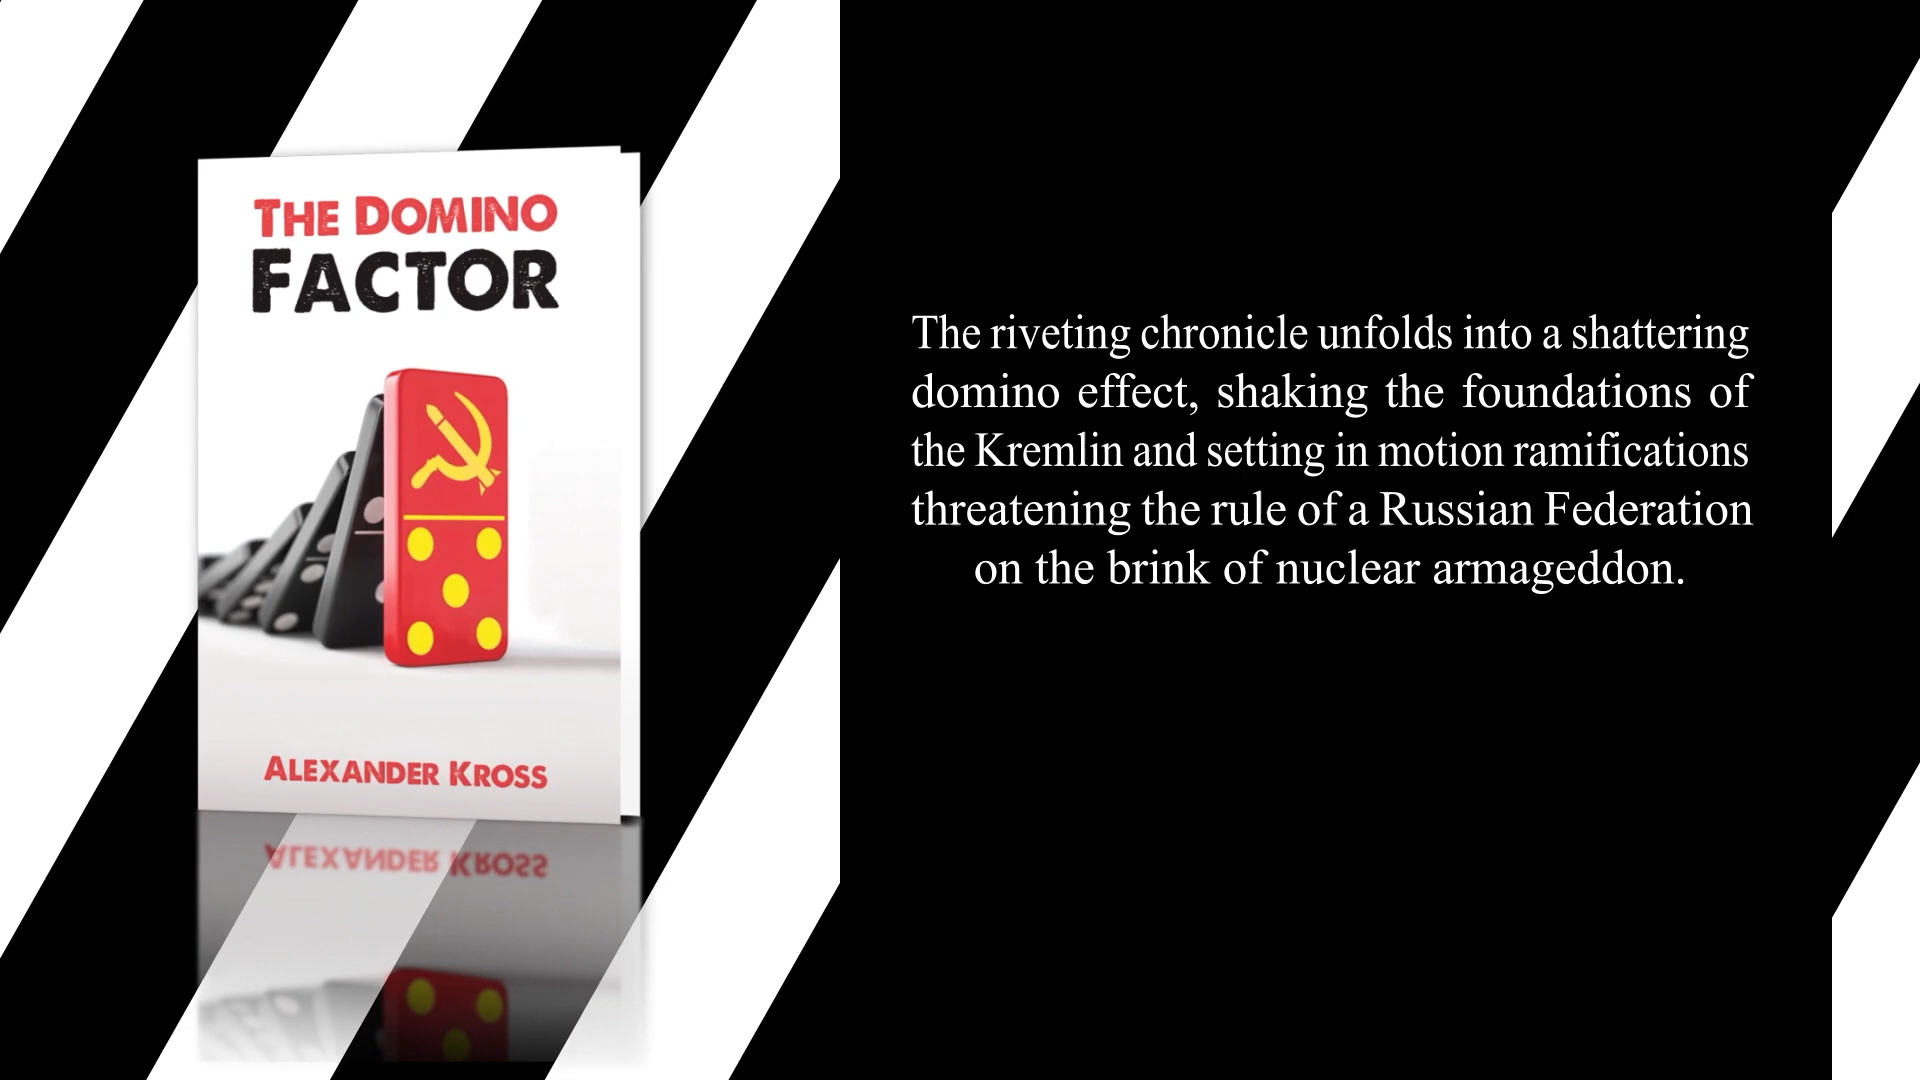 THE DOMINO
FACTOR
ALEXANDER KROSS
ALEXANDER KROSS
The riveting chronicle unfolds into a shattering
domino effect, shaking the foundations of
the Kremlin and setting in motion ramifications
threatening the rule of a Russian Federation
on the brink of nuclear armageddon.